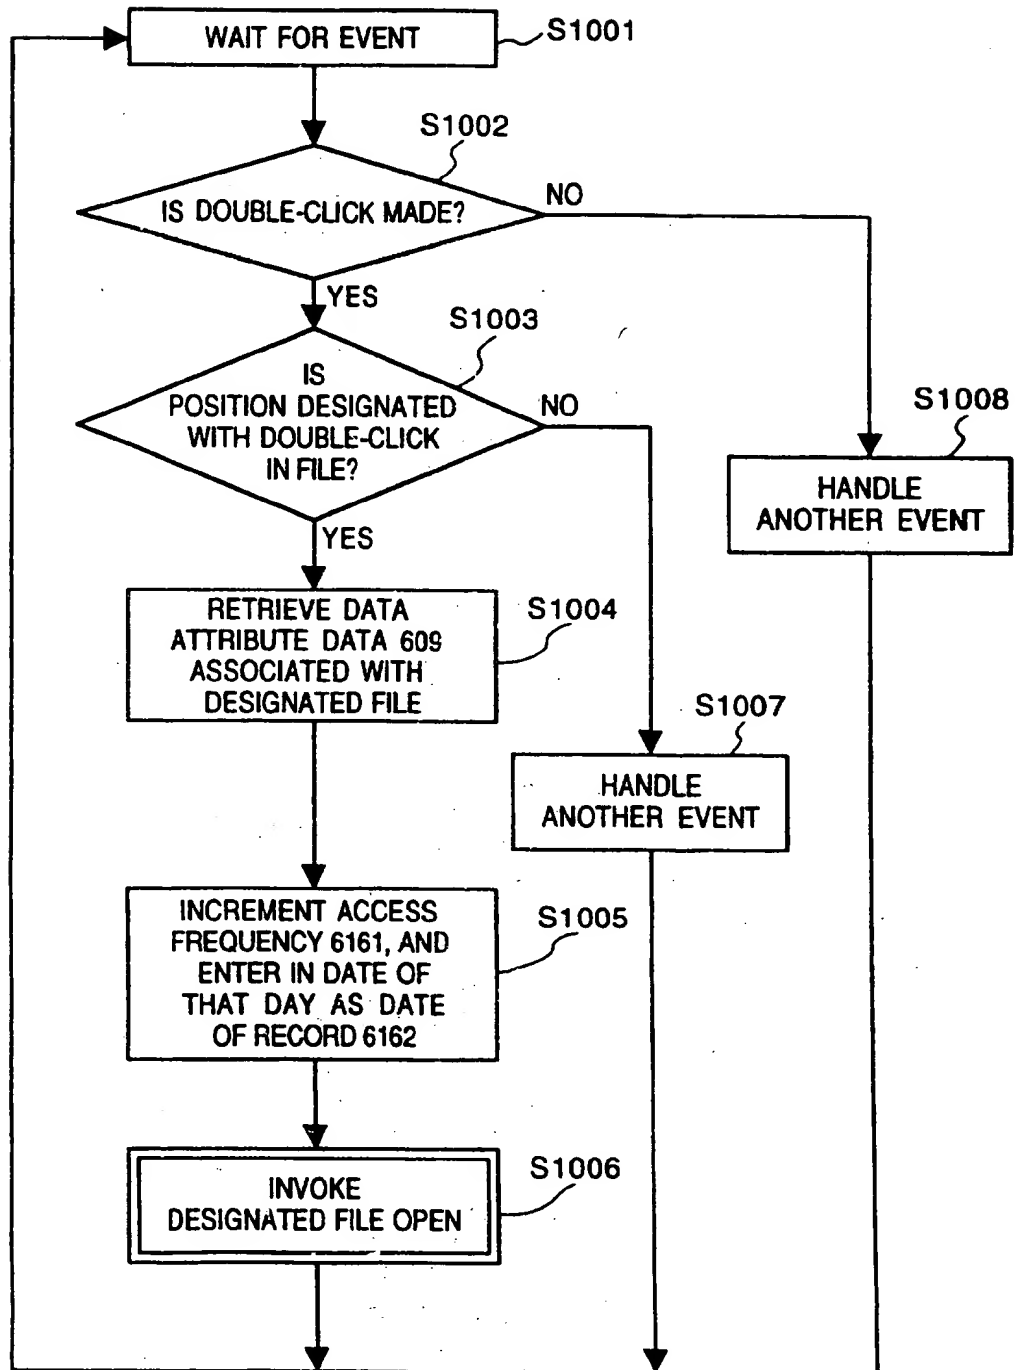 WAIT FOR EVENT
S1001
S1002
IS DOUBLE-CLICK MADE?
NO
YES
S1003
IS
POSITION DESIGNATED
WITH DOUBLE-CLICK
IN FILE?
NO
YES
S1008
HANDLE
ANOTHER EVENT
RETRIEVE DATA
ATTRIBUTE DATA 609
ASSOCIATED WITH
DESIGNATED FILE
S1004
S1007
HANDLE
ANOTHER EVENT
INCREMENT ACCESS
FREQUENCY 6161, AND
ENTER IN DATE OF
THAT DAY AS DATE
OF RECORD 6162
S1005
INVOKE
DESIGNATED FILE OPEN
S1006